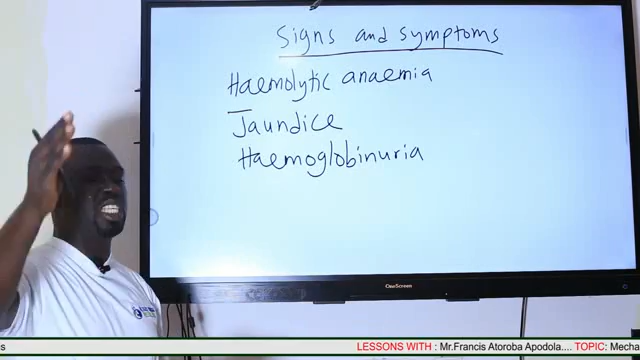 Signs and symptoms
Haemolytic anaemia
Jaundice
Haemoglobinuria
OneScreen
LESSONS WITH : Mr.Francis Atoroba Apodola.... TOPIC: Mecha